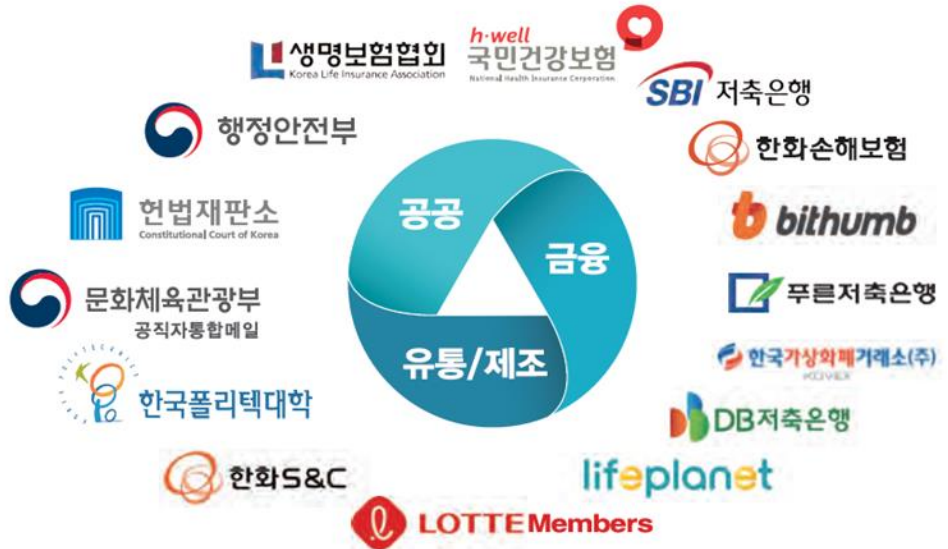 생명보험협회
Korea Life Insurance Association
h·well
국민건강보험
National Health Insurance Corporation
SBI 저축은행
행정안전부
한화손해보험
헌법재판소
Constitutional Court of Korea
bithumb
공공
금융
유통/제조
문화체육관광부
공직자통합메일
푸른저축은행
한국가상화폐거래소(주)
한국폴리텍대학
DB저축은행
한화S&C
lifeplanet
LOTTE Members